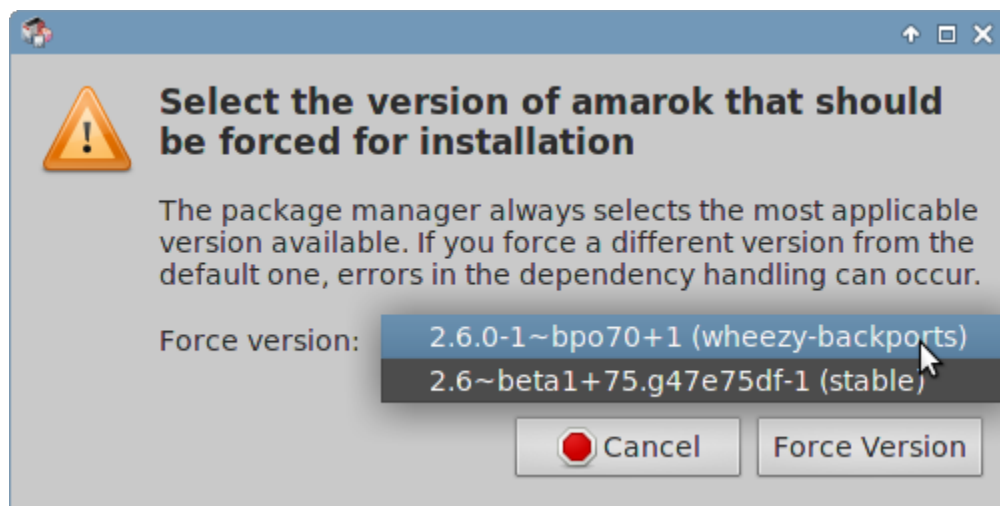 Select the version of amarok that should
be forced for installation
The package manager always selects the most applicable
version available. If you force a different version from the
default one, errors in the dependency handling can occur.
Force version:
2.6.0-1~bpo70+1 (wheezy-backports)
2.6~beta1+75.g47e75df-1 (stable)
Cancel
Force Version